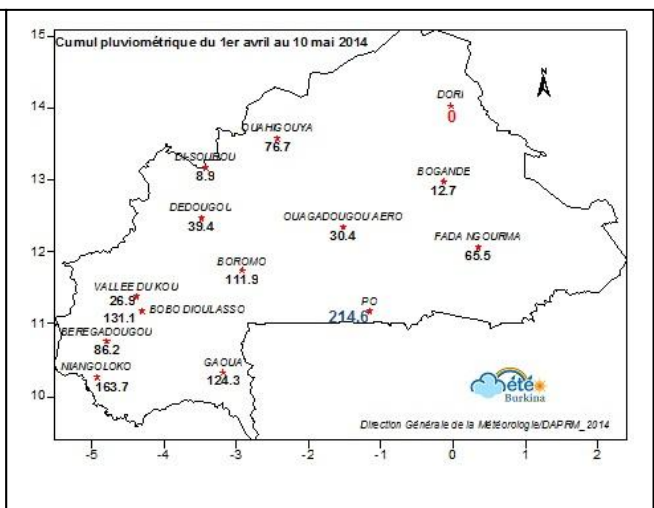 15
Cumul pluviométrique du 1er avril au 10 mai 2014
N
14
DORI
0
OUAHIGOUYA
76.7
DI-SOUROU
8.9
13
BOGANDE
12.7
DEDOUGOU
39.4
OUAGADOUGOU AERO
30.4
FADA NGOURMA
65.5
12
BOROMO
111.9
VALLEE DU KOU
26.9
BOBO DIOULASSO
131.1
PO
214.6
11
BEREGADOUGOU
86.2
NIANGOLOKO
163.7
GAOUA
124.3
10
Météo
Burkina
Direction Générale de la Météorologie/DAPRM_2014
-5 -4 -3 -2 -1 0 1 2